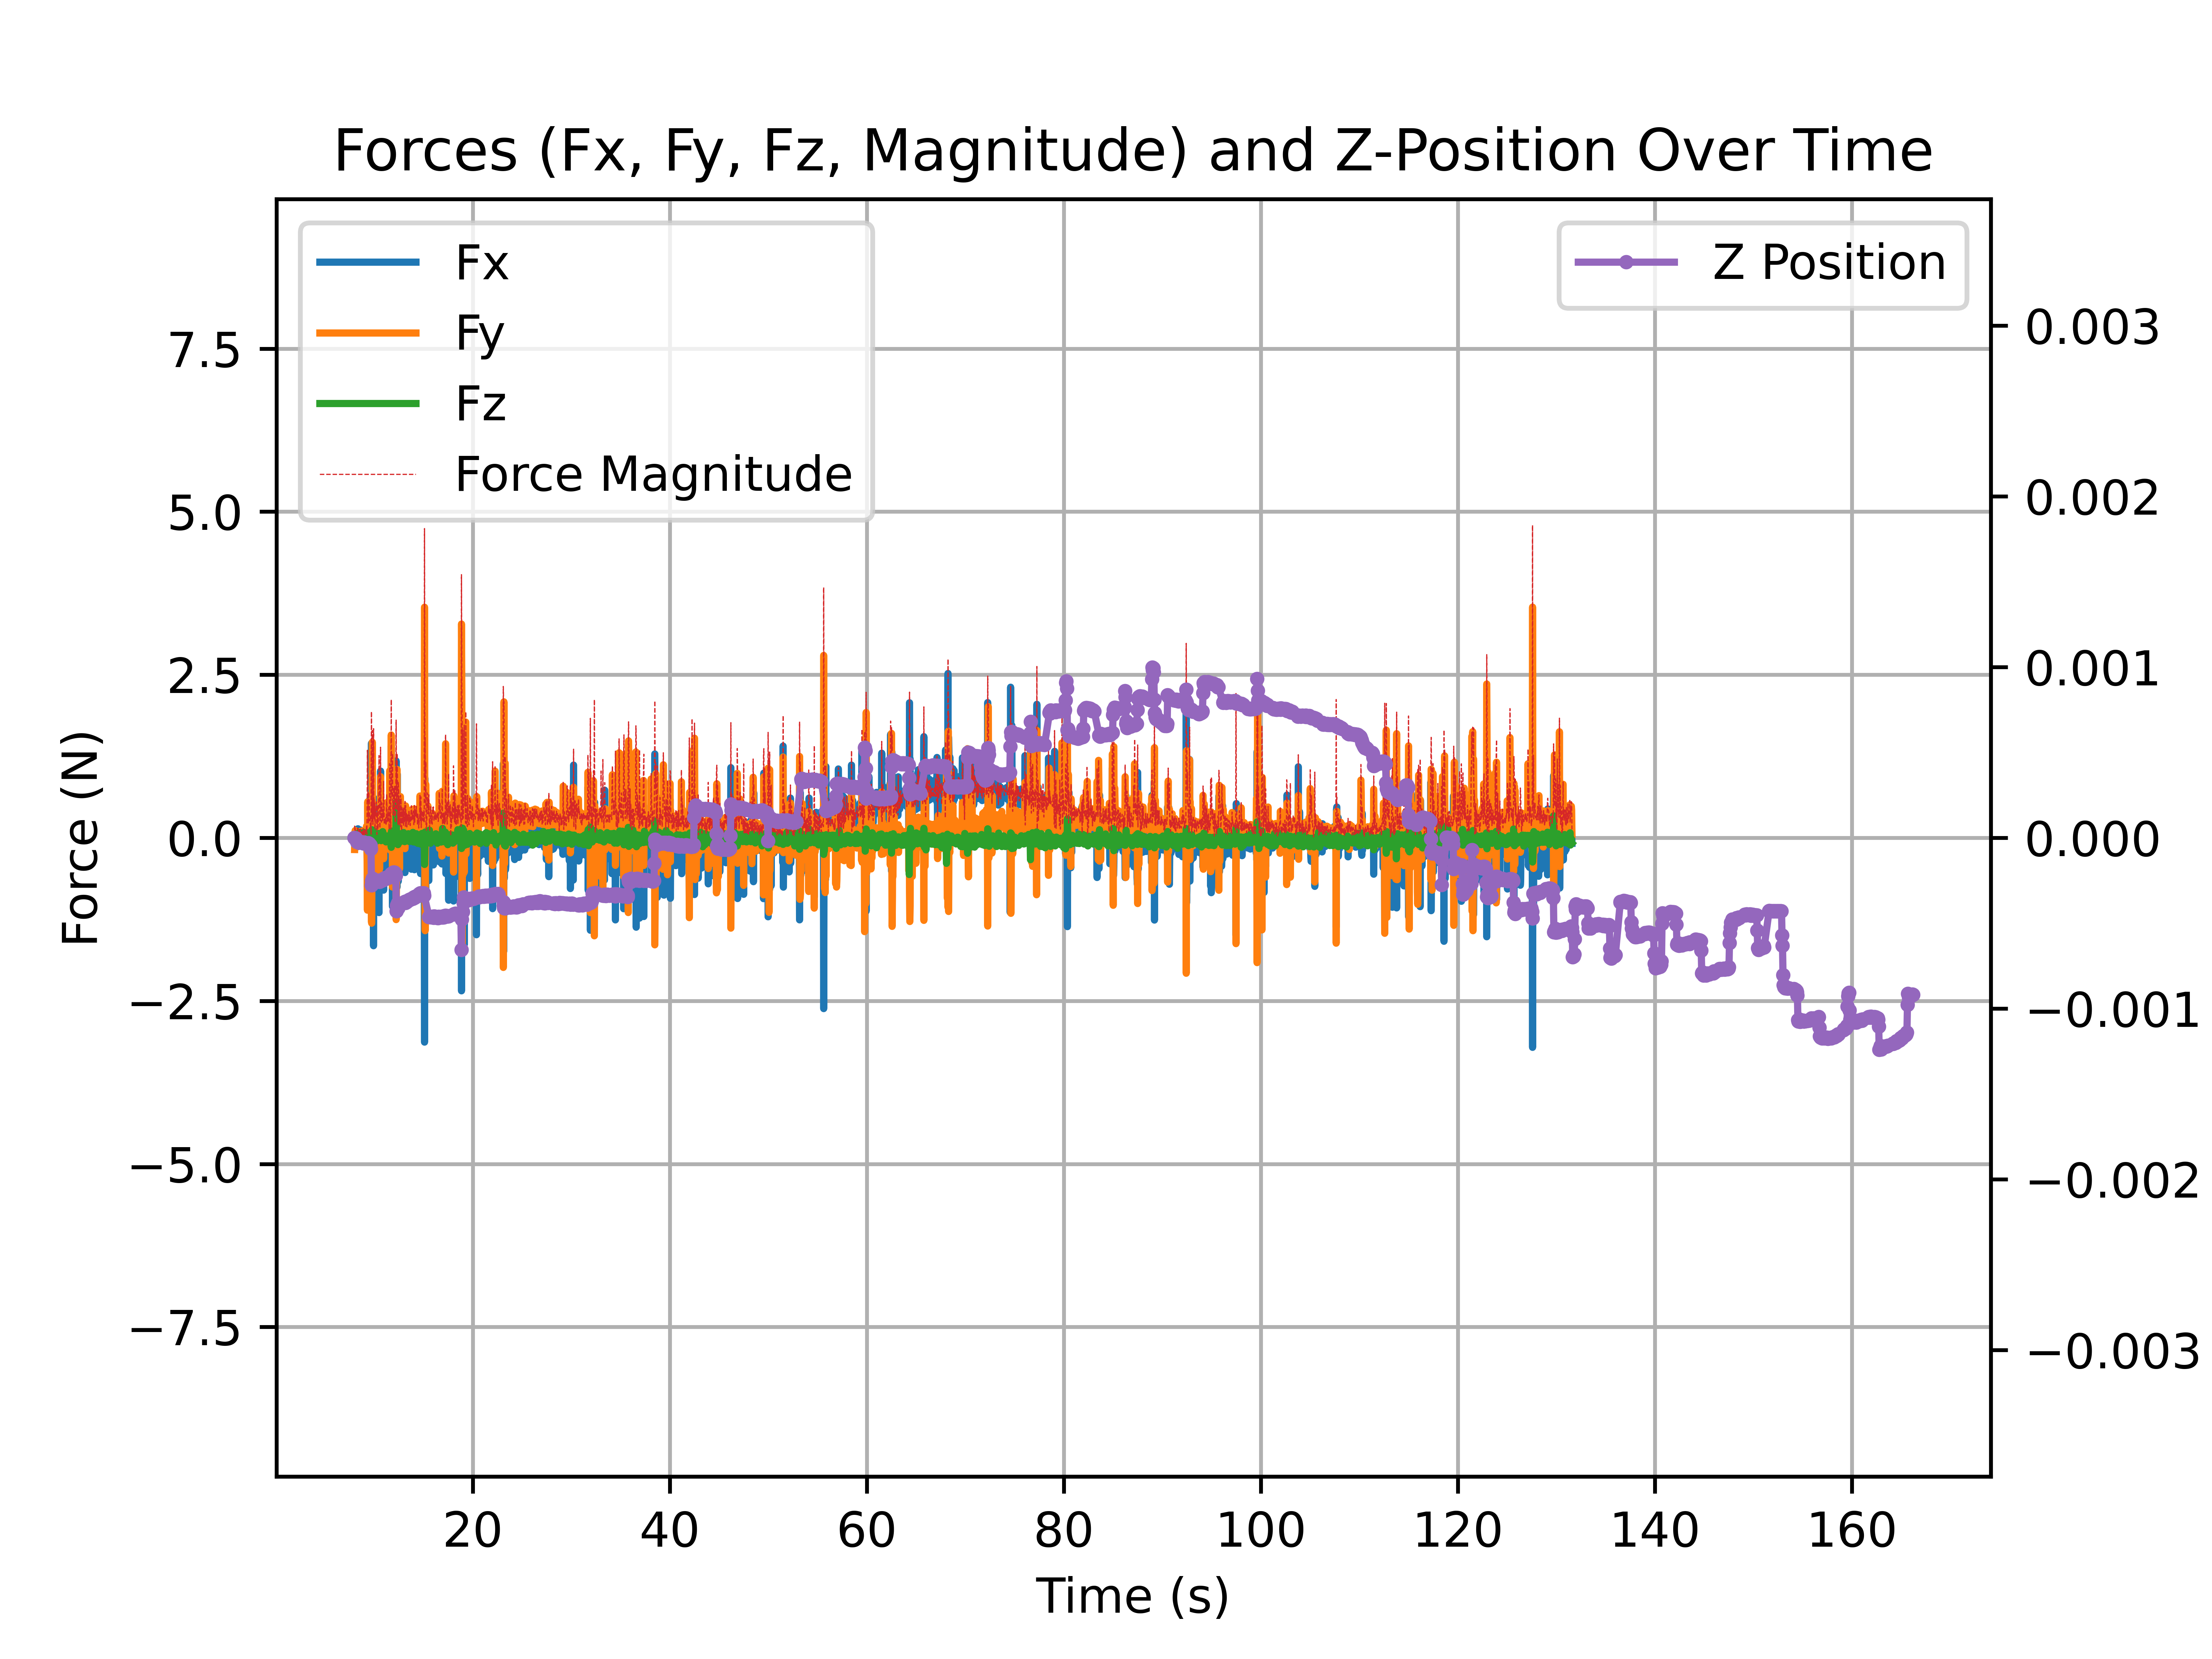 Forces (Fx, Fy, Fz, Magnitude) and Z-Position Over Time
Fx
Fy
Fz
Force Magnitude
Z Position
Force (N)
7.5
5.0
2.5
0.0
−2.5
−5.0
−7.5
0.003
0.002
0.001
0.000
−0.001
−0.002
−0.003
20 40 60 80 100 120 140 160
Time (s)